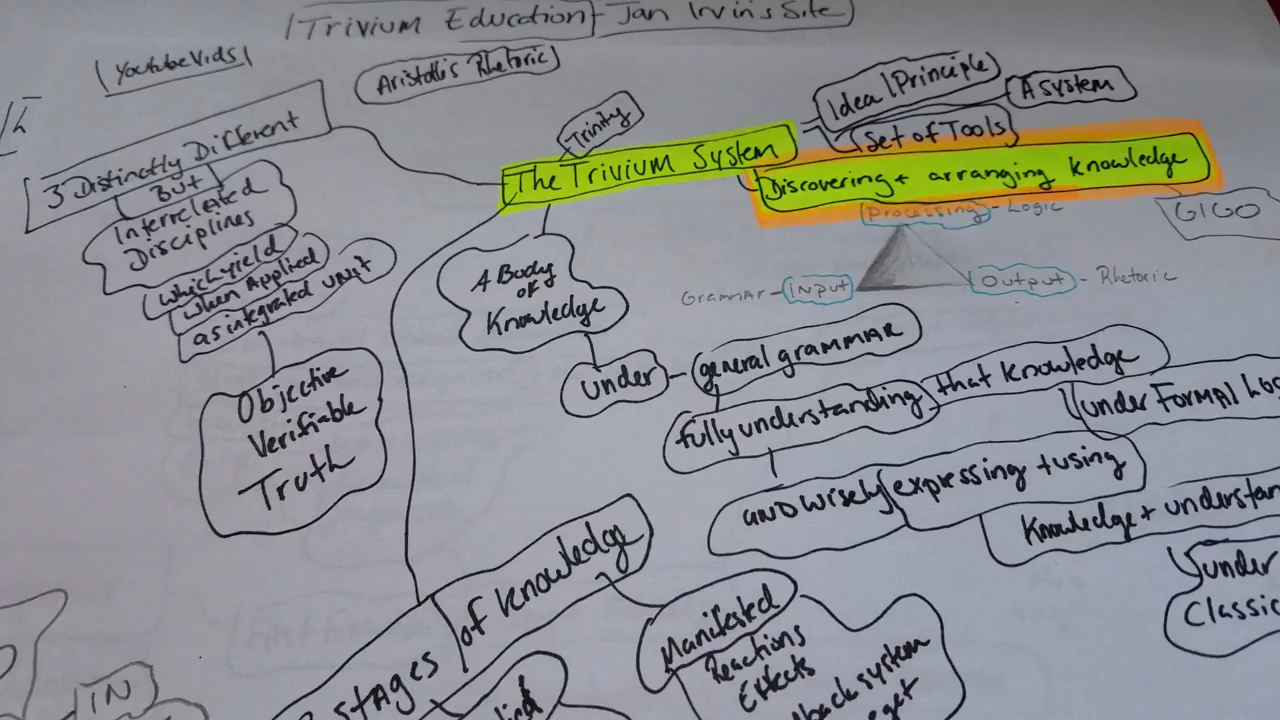 Trivium Education - Jan Irvin's Site
Youtube Vids
Aristotle's Rhetoric
Idea | Principle
A System
Set of Tools
Trinity
The Trivium System
Discovering + arranging knowledge
3 Distinctly Different
But
Interrelated
Disciplines
which yield
when Applied
as integrated UNIT
Objective
Verifiable
Truth
Processing - Logic
GIGO
Grammar - Input
Output - Rhetoric
A Body
of
Knowledge
under - general grammar
fully understanding that knowledge
under Formal
and wisely expressing + using
Knowledge +
under
stages of knowledge
Manifested
Reactions
Effects
system
IN